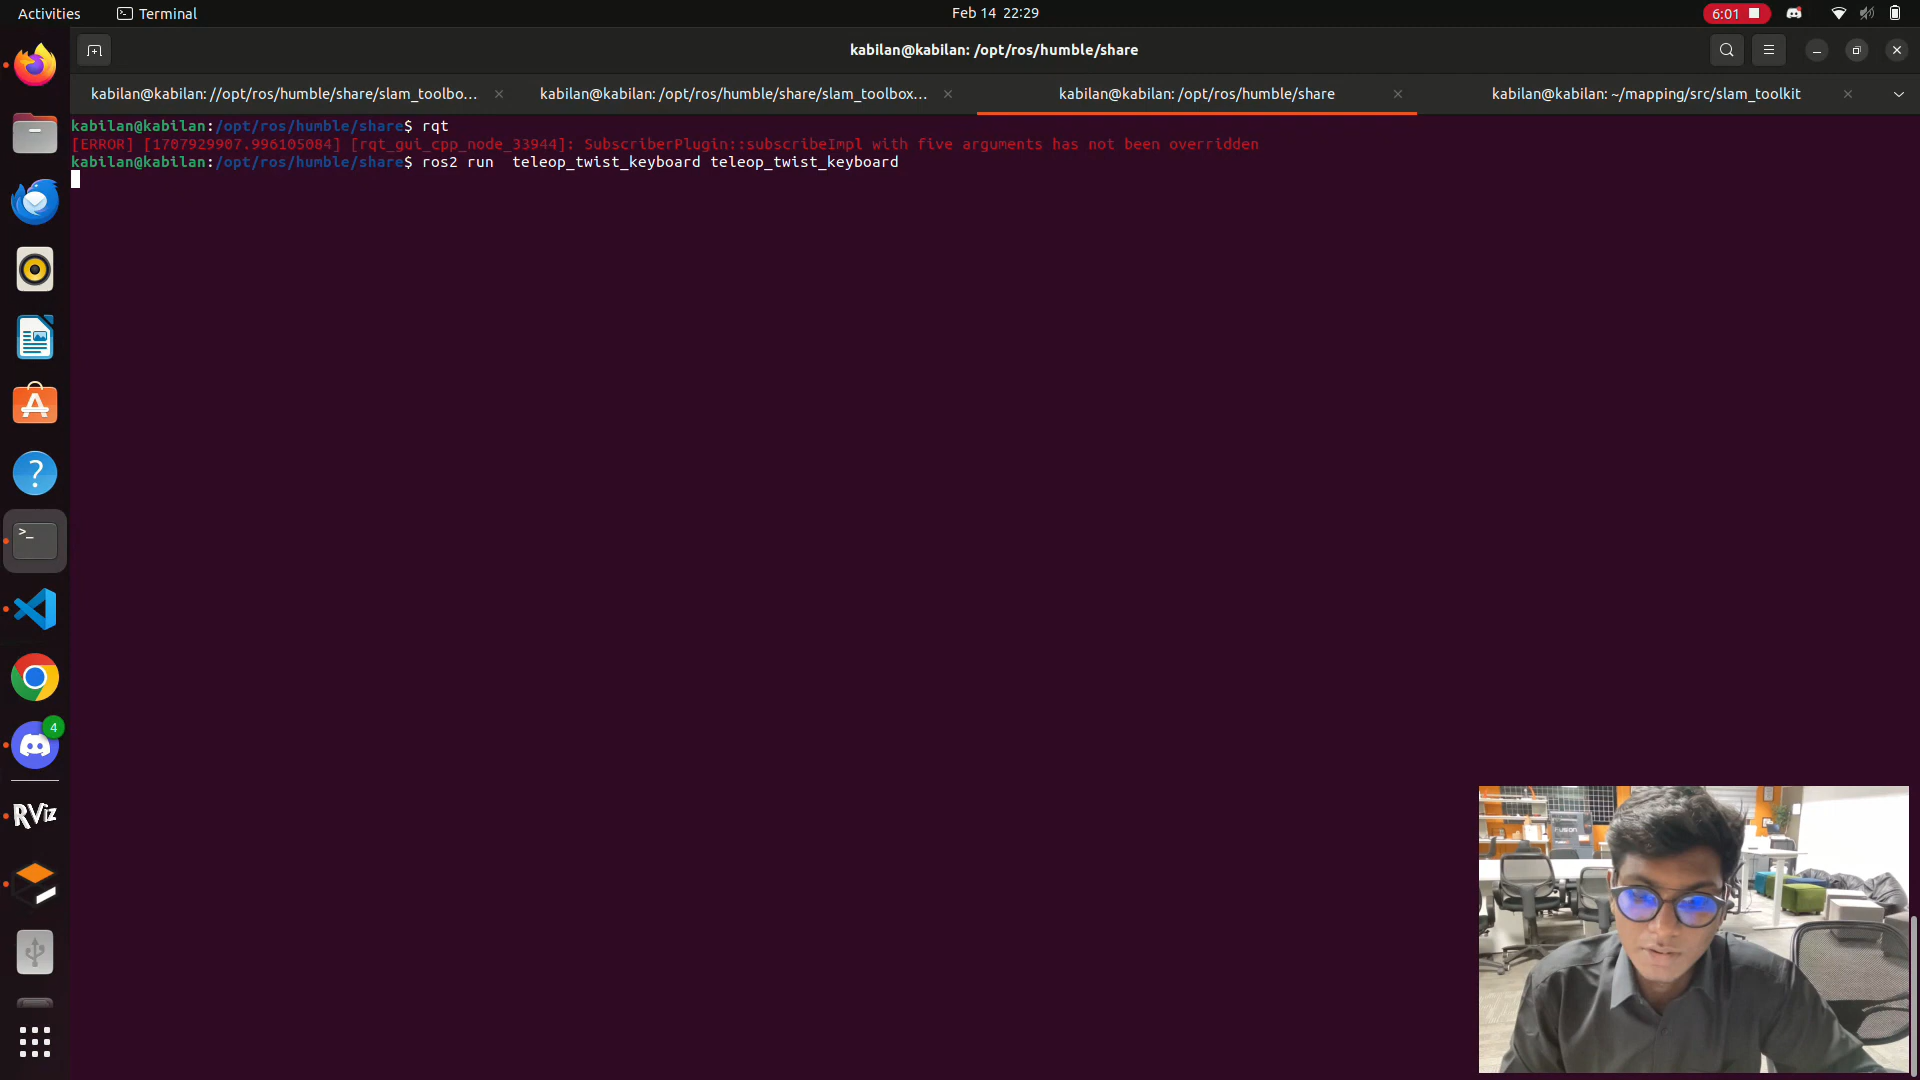 Activities
Terminal
Feb 14 22:29
6:01
kabilan@kabilan: /opt/ros/humble/share
kabilan@kabilan: //opt/ros/humble/share/slam_toolbo...
kabilan@kabilan: /opt/ros/humble/share/slam_toolbox...
kabilan@kabilan: /opt/ros/humble/share
kabilan@kabilan: ~/mapping/src/slam_toolkit
kabilan@kabilan:/opt/ros/humble/share$ rqt
[ERROR] [1707929907.996105084] [rqt_gui_cpp_node_33944]: SubscriberPlugin::subscribeImpl with five arguments has not been overridden
kabilan@kabilan:/opt/ros/humble/share$ ros2 run  teleop_twist_keyboard teleop_twist_keyboard
4
RViz
Fusion